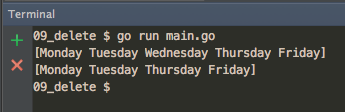 Terminal
09_delete $ go run main.go
[Monday Tuesday Wednesday Thursday Friday]
[Monday Tuesday Thursday Friday]
09_delete $